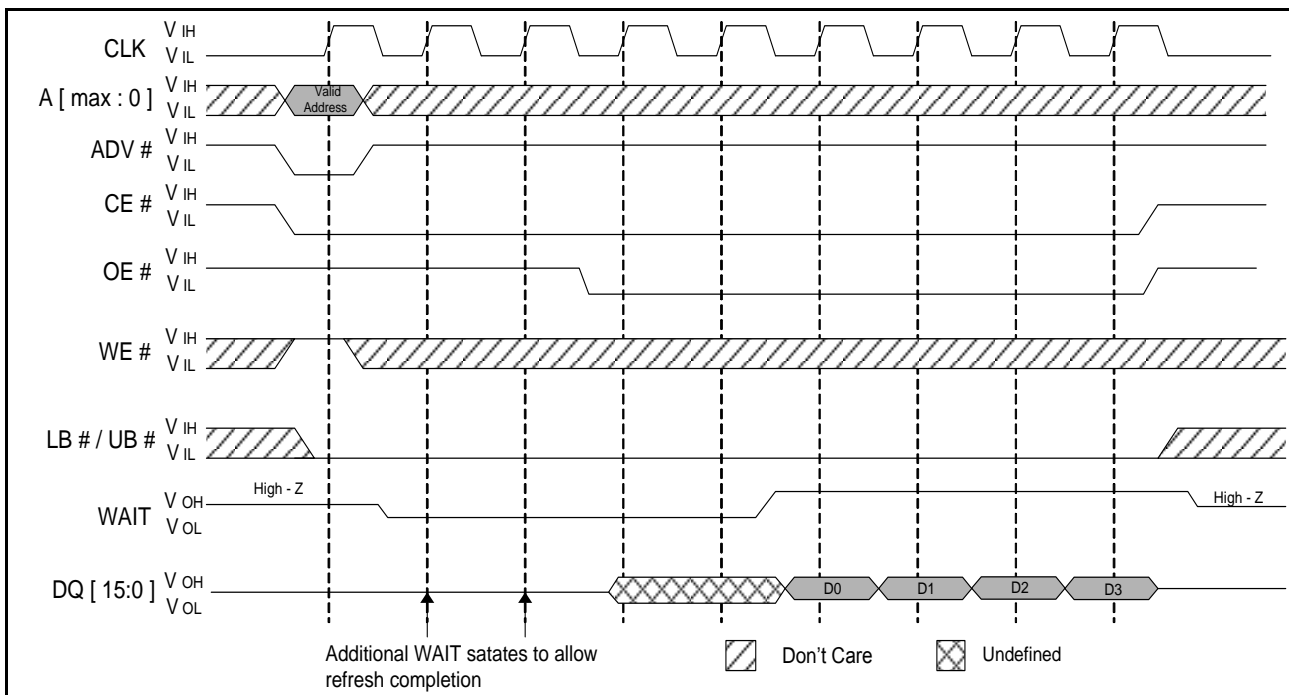 CLK V IH
V IL
A [ max : 0 ] V IH
V IL
Valid
Address
ADV # V IH
V IL
CE # V IH
V IL
OE # V IH
V IL
WE # V IH
V IL
LB # / UB # V IH
V IL
WAIT V OH
V OL
High - Z
High - Z
DQ [ 15:0 ] V OH
V OL
D0 D1 D2 D3
Additional WAIT satates to allow
refresh completion
Don't Care
Undefined